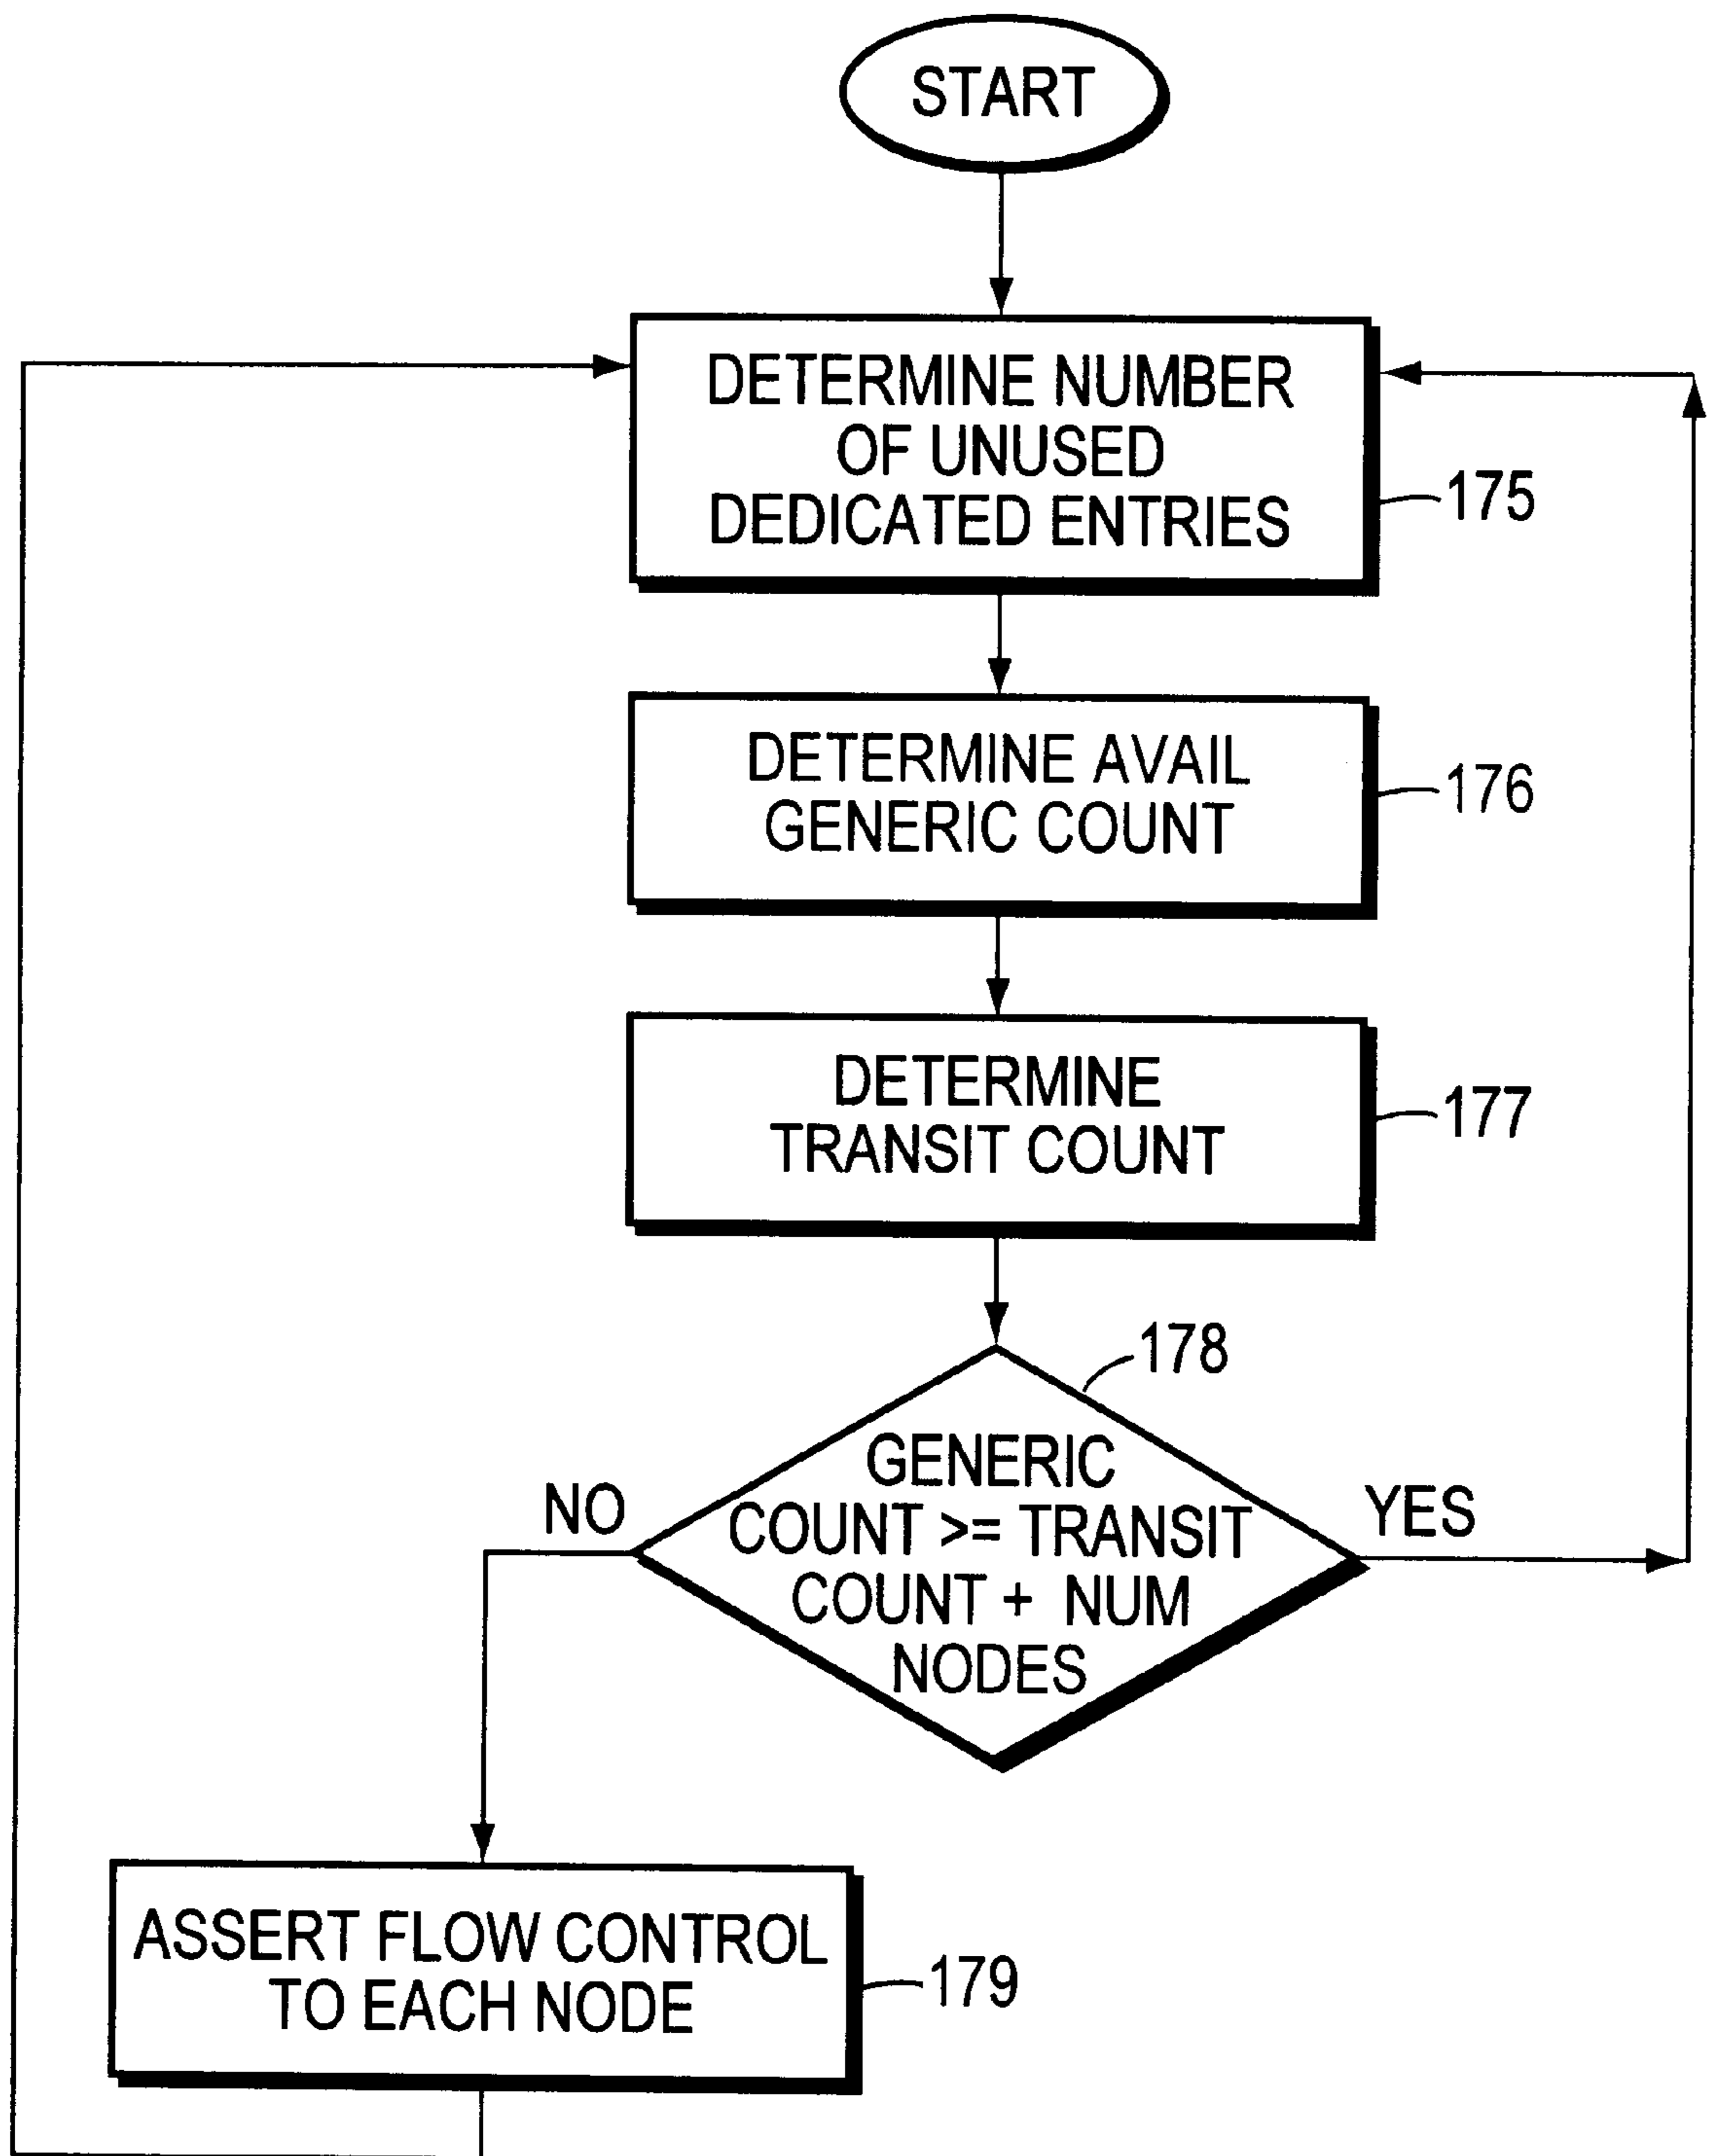 START
DETERMINE NUMBER
OF UNUSED
DEDICATED ENTRIES
175
DETERMINE AVAIL
GENERIC COUNT
176
DETERMINE
TRANSIT COUNT
177
178
GENERIC
COUNT >= TRANSIT
COUNT + NUM
NODES
NO
YES
ASSERT FLOW CONTROL
TO EACH NODE
179